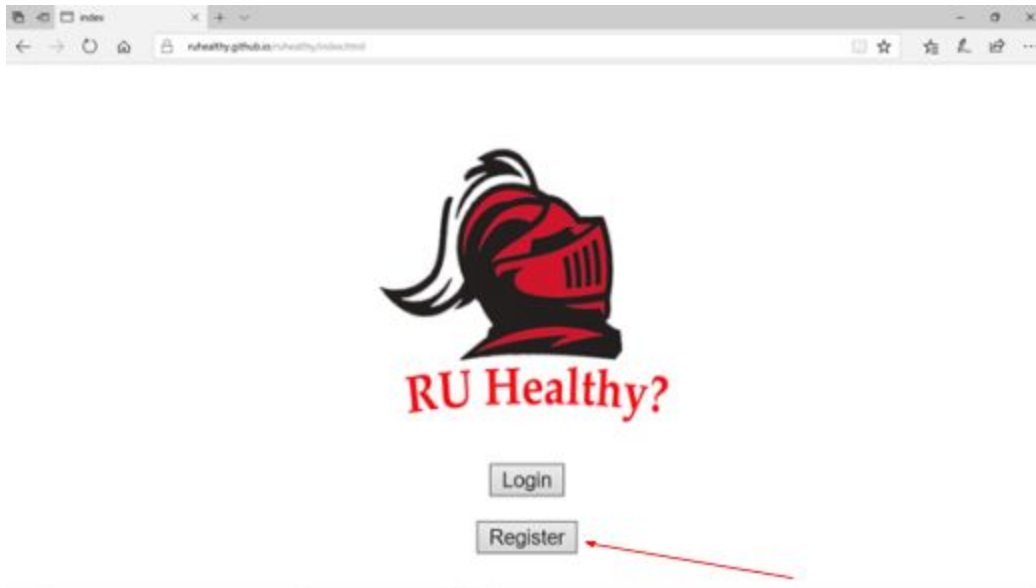 index
ruhealthy.github.io/ruhealthy/index.html
RU Healthy?
Login
Register